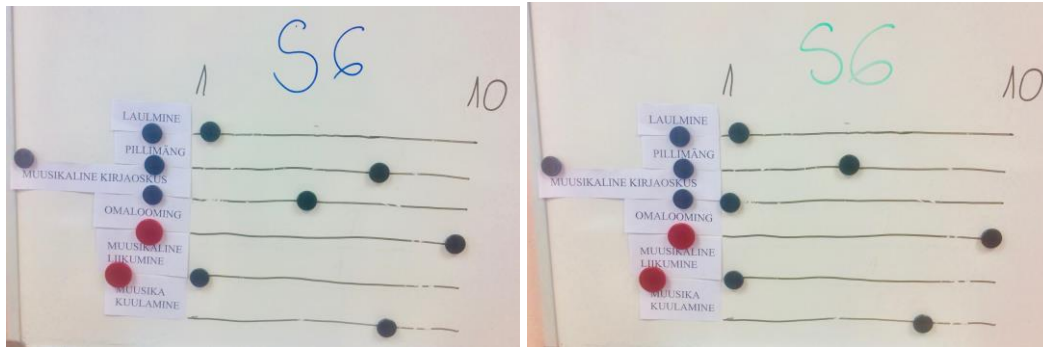 S6
1
10
LAULMINE
PILLIMÄNG
MUUSIKALINE KIRJAOSKUS
OMALOOMING
MUUSIKALINE
LIIKUMINE
MUUSIKA
KUULAMINE
S6
1
10
LAULMINE
PILLIMÄNG
MUUSIKALINE KIRJAOSKUS
OMALOOMING
MUUSIKALINE
LIIKUMINE
MUUSIKA
KUULAMINE